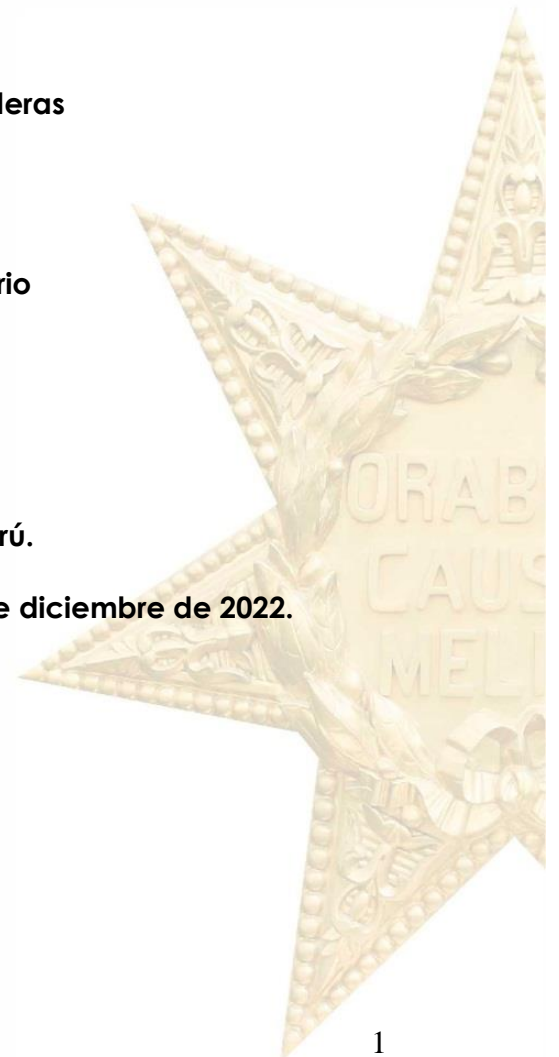 leras
rio
ORAB
rú.
CAUS
e diciembre de 2022.
MELI
1